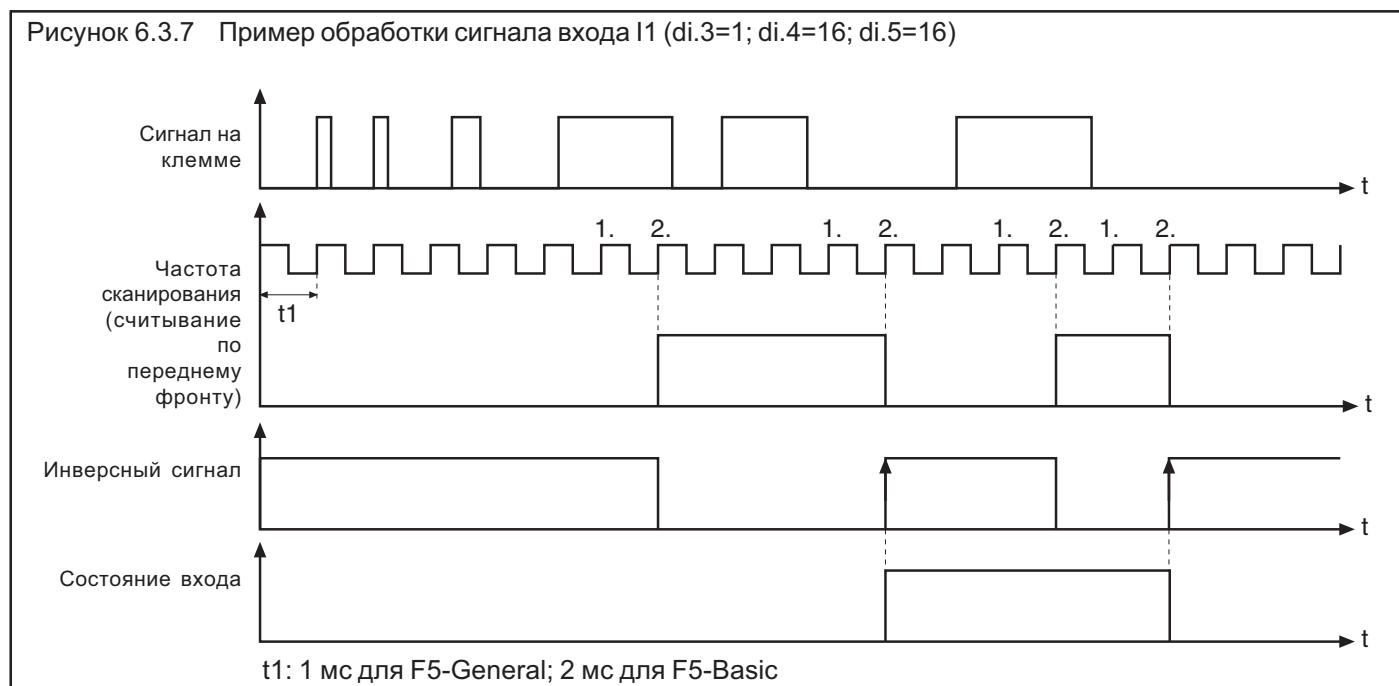 Рисунок 6.3.7 Пример обработки сигнала входа I1 (di.3=1; di.4=16; di.5=16)
Сигнал на
клемме
t
1. 2. 1. 2. 1. 2. 1. 2.
Частота
сканирования
(считывание
по
переднему
фронту)
t1
t
Инверсный сигнал
t
Состояние входа
t
t1: 1 мс для F5-General; 2 мс для F5-Basic